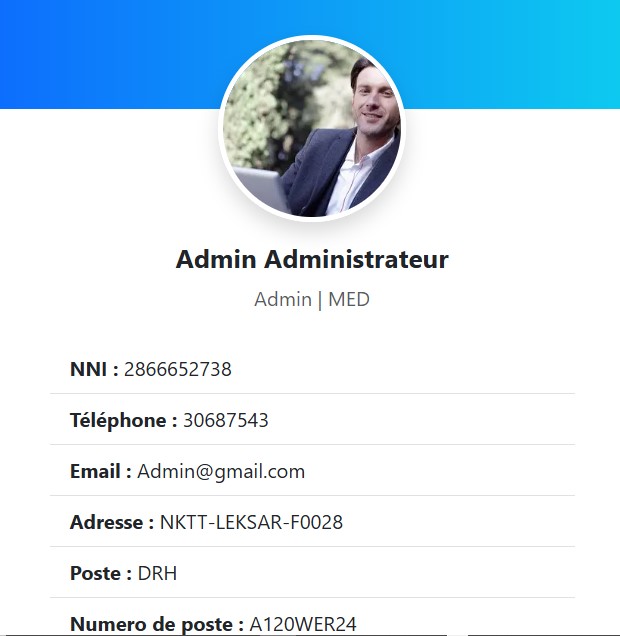 Admin Administrateur
Admin | MED
NNI : 2866652738
Téléphone : 30687543
Email : Admin@gmail.com
Adresse : NKTT-LEKSAR-F0028
Poste : DRH
Numero de poste : A120WER24